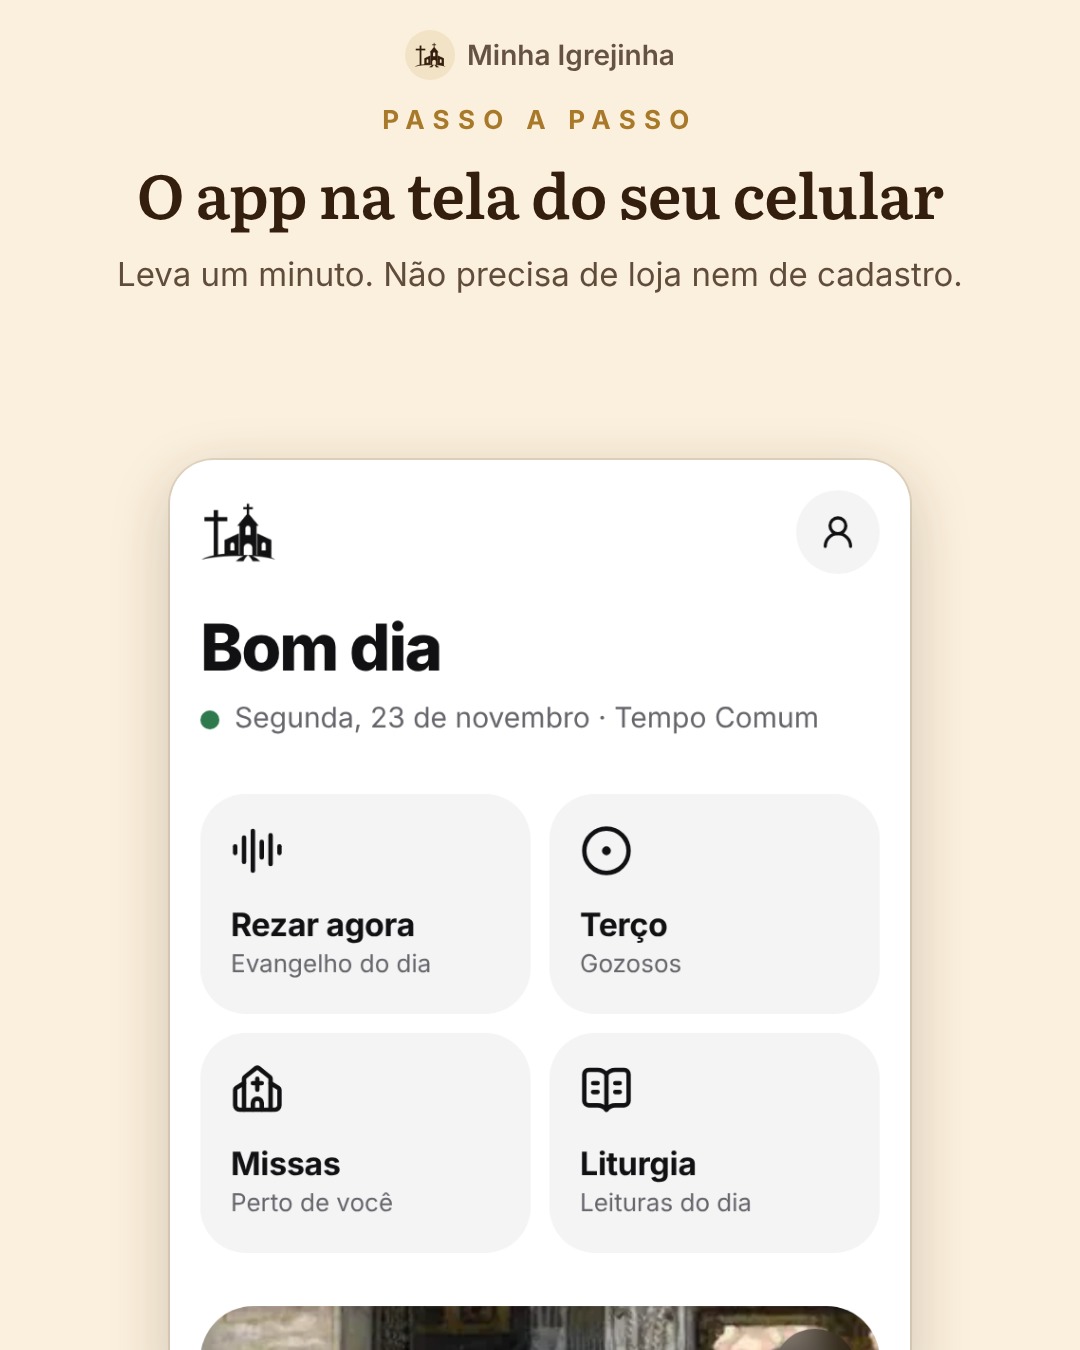 Minha Igrejinha
PASSO A PASSO
O app na tela do seu celular
Leva um minuto. Não precisa de loja nem de cadastro.
Bom dia
Segunda, 23 de novembro · Tempo Comum
Rezar agora
Evangelho do dia
Terço
Gozosos
Missas
Perto de você
Liturgia
Leituras do dia